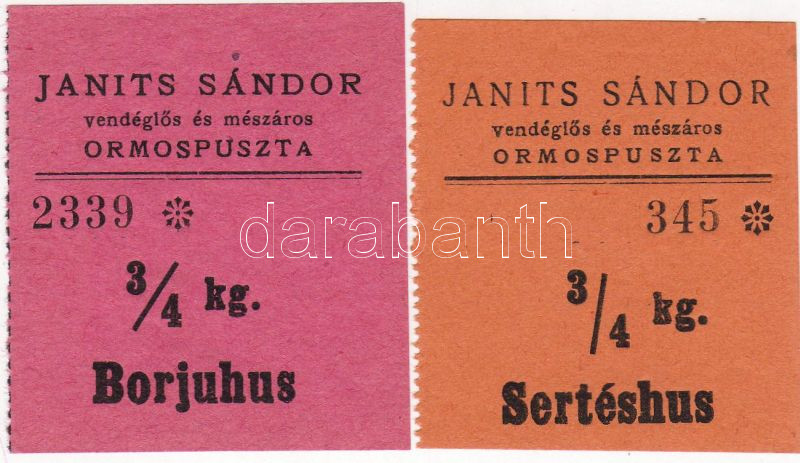 JANITS SÁNDOR
vendéglős és mészáros
ORMOSPUSZTA
2339
3/4 kg.
Borjuhus
JANITS SÁNDOR
vendéglős és mészáros
ORMOSPUSZTA
345
3/4 kg.
Sertéshus
darabanth